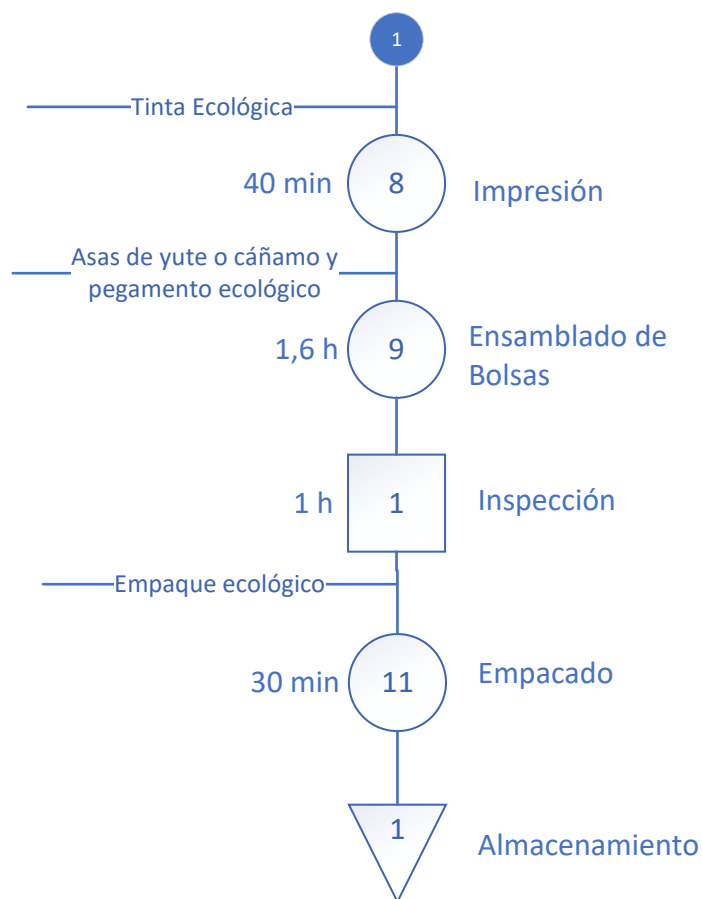 1
Tinta Ecológica
40 min
8
Impresión
Asas de yute o cáñamo y
pegamento ecológico
1,6 h
9
Ensamblado de
Bolsas
1 h
1
Inspección
Empaque ecológico
30 min
11
Empacado
1
Almacenamiento